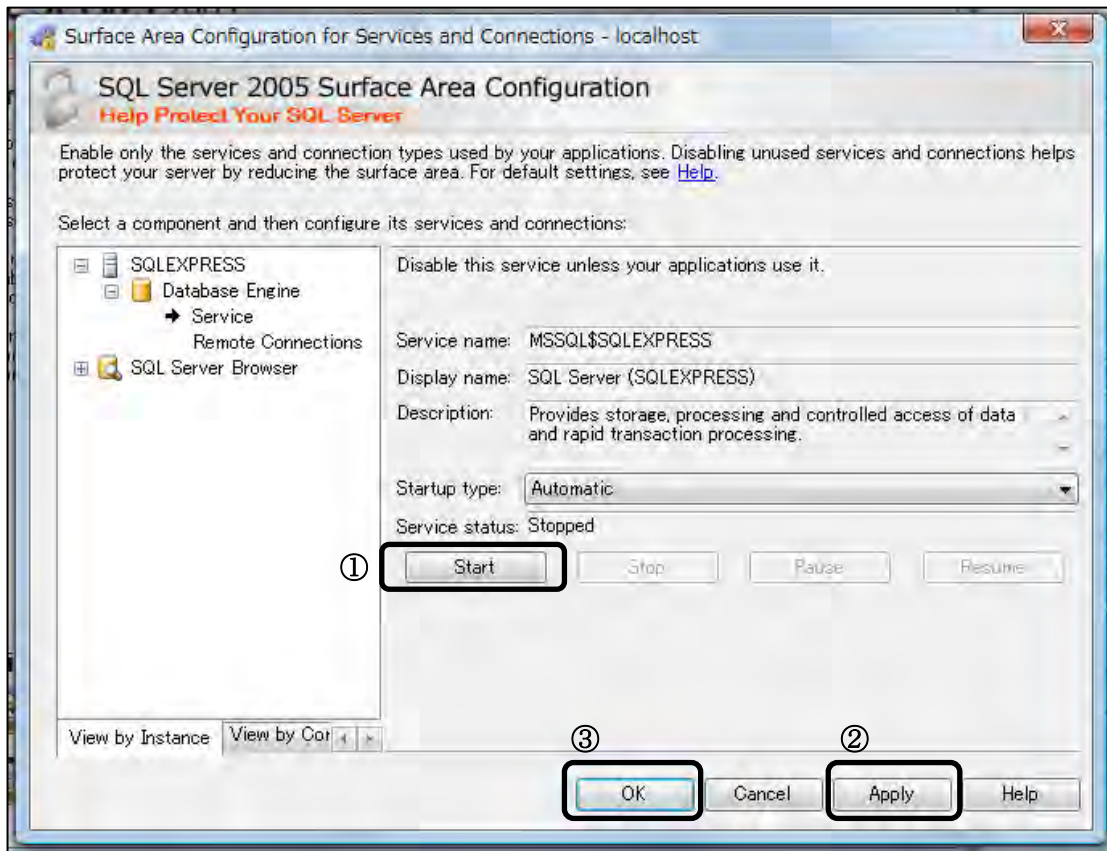 Surface Area Configuration for Services and Connections - localhost
SQL Server 2005 Surface Area Configuration
Help Protect Your SQL Server
Enable only the services and connection types used by your applications. Disabling unused services and connections helps
protect your server by reducing the surface area. For default settings, see Help.
Select a component and then configure its services and connections:
SQLEXPRESS
Database Engine
Service
Remote Connections
SQL Server Browser
Disable this service unless your applications use it.
Service name: MSSQL$SQLEXPRESS
Display name: SQL Server (SQLEXPRESS)
Description: Provides storage, processing and controlled access of data
and rapid transaction processing.
Startup type: Automatic
Service status: Stopped
① Start Stop Pause Resume
View by Instance View by Cor
③ ②
OK Cancel Apply Help